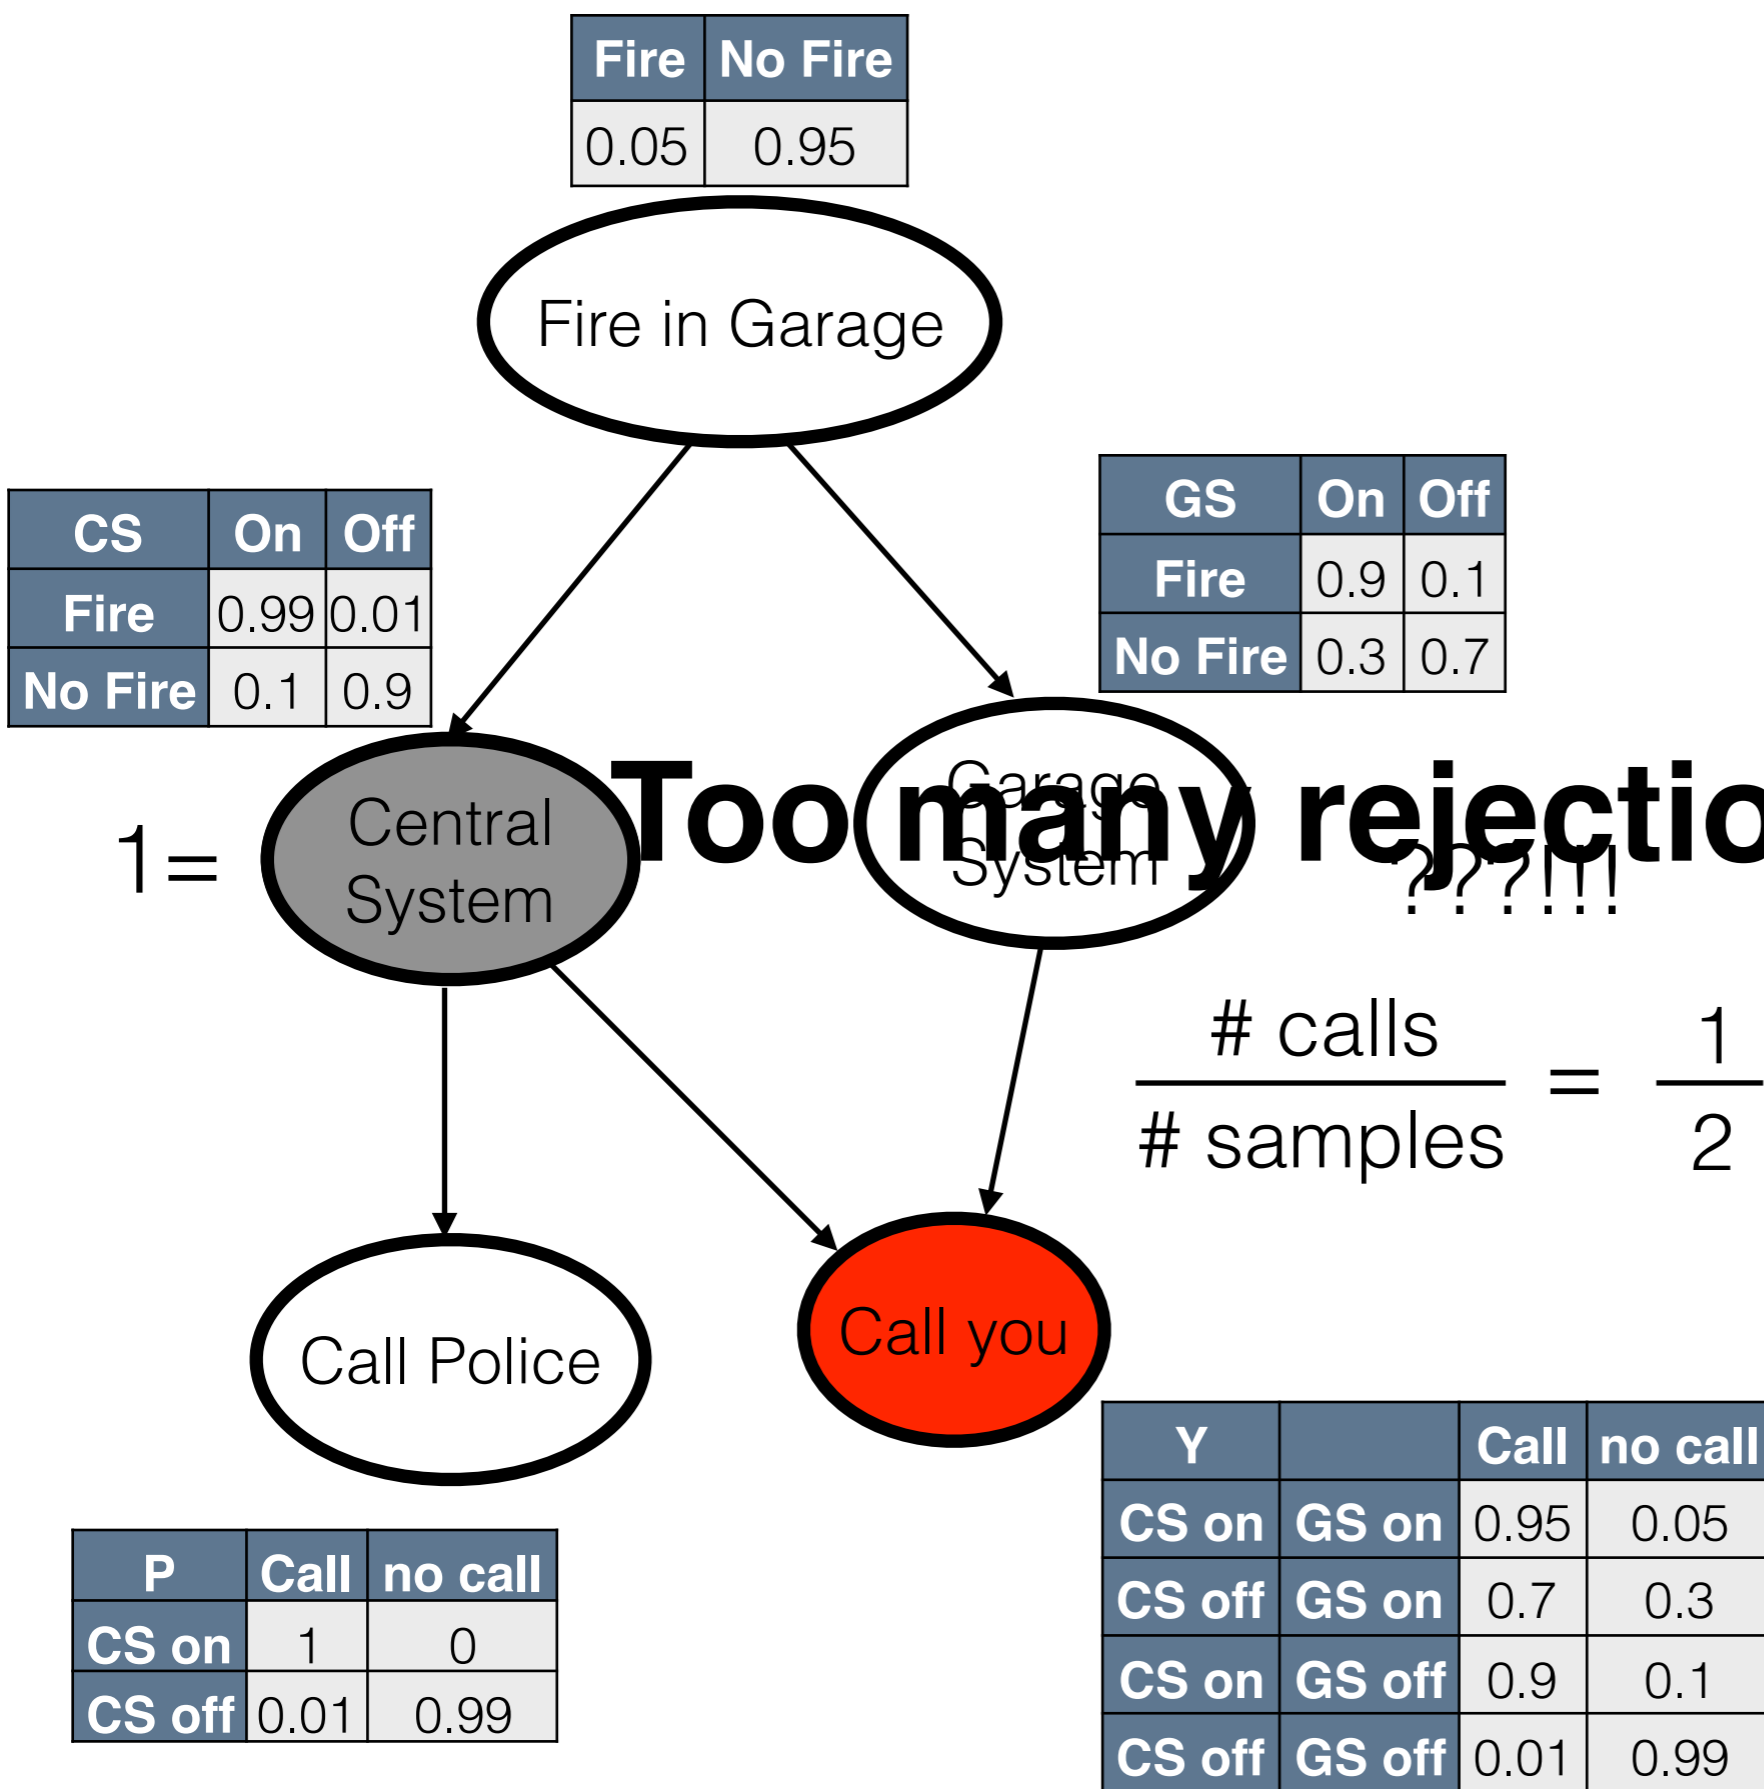 Fire No Fire
0.05 0.95
Fire in Garage
CS On Off
Fire 0.99 0.01
No Fire 0.1 0.9
GS On Off
Fire 0.9 0.1
No Fire 0.3 0.7
1=
Central
System
Garage
System
Too many rejectio
???!!!
# calls
# samples
=
1
2
Call Police
Call you
P Call no call
CS on 1 0
CS off 0.01 0.99
Y Call no call
CS on GS on 0.95 0.05
CS off GS on 0.7 0.3
CS on GS off 0.9 0.1
CS off GS off 0.01 0.99